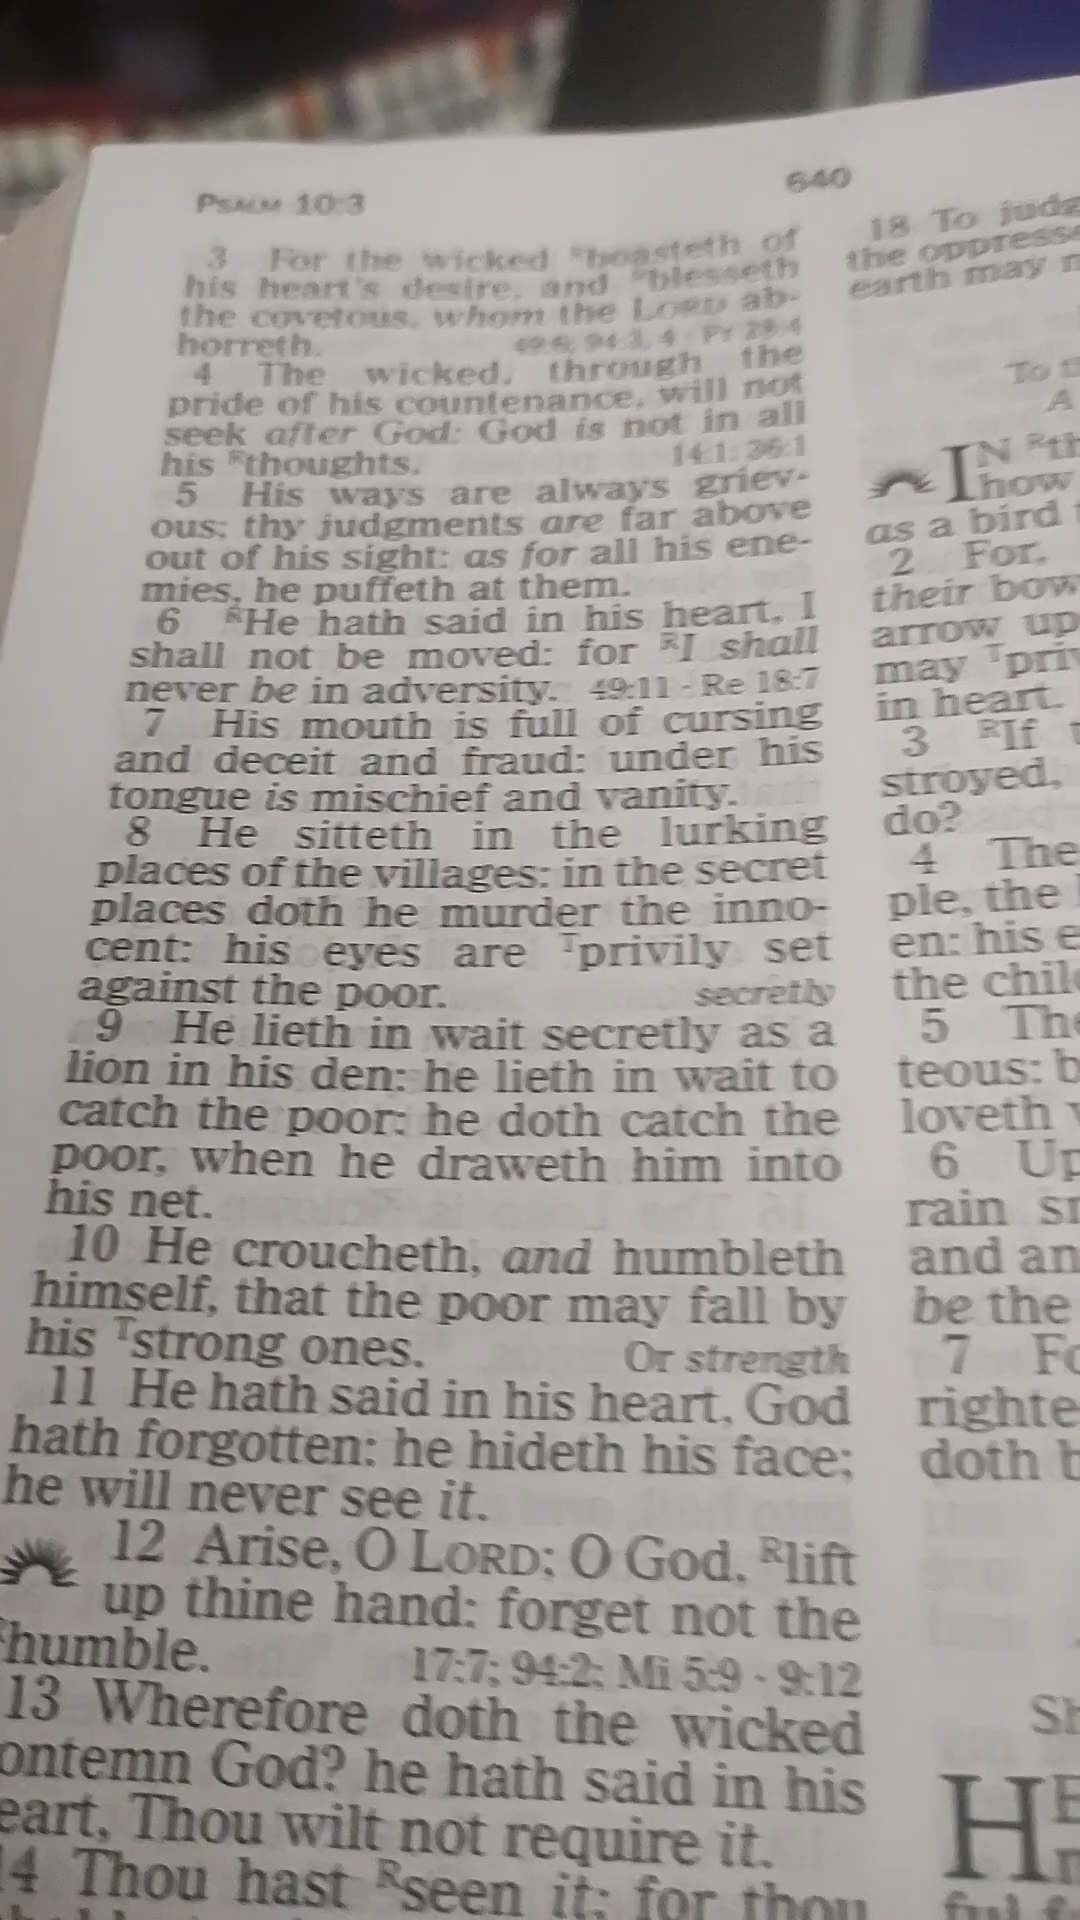 PSALM 10:3
640
3 For the wicked ᴿboasteth of
his heart's desire, and ᴿblesseth
the covetous, whom the LORD ab-
horreth. 49:6; 94:3, 4 - Pr 28:4
4 The wicked, through the
pride of his countenance, will not
seek after God: God is not in all
his ᴿthoughts. 14:1; 36:1
5 His ways are always griev-
ous; thy judgments are far above
out of his sight: as for all his ene-
mies, he puffeth at them.
6 ᴿHe hath said in his heart, I
shall not be moved: for ᴿI shall
never be in adversity. 49:11 - Re 18:7
7 His mouth is full of cursing
and deceit and fraud: under his
tongue is mischief and vanity.
8 He sitteth in the lurking
places of the villages: in the secret
places doth he murder the inno-
cent: his eyes are ᵀprivily set
against the poor. secretly
9 He lieth in wait secretly as a
lion in his den: he lieth in wait to
catch the poor: he doth catch the
poor, when he draweth him into
his net.
10 He croucheth, and humbleth
himself, that the poor may fall by
his ᵀstrong ones. Or strength
11 He hath said in his heart, God
hath forgotten: he hideth his face;
he will never see it.
12 Arise, O LORD; O God, ᴿlift
up thine hand: forget not the
humble. 17:7; 94:2; Mi 5:9 - 9:12
13 Wherefore doth the wicked
ontemn God? he hath said in his
eart, Thou wilt not require it.
14 Thou hast ᴿseen it; for thou
18 To judg
the oppresse
earth may
To t
A
IN ᴿth
how
as a bird
2 For,
their bow
arrow up
may ᵀpriv
in heart.
3 ᴿIf t
stroyed,
do?
4 The
ple, the
en: his e
the chil
5 The
teous: b
loveth
6 Up
rain sn
and an
be the
7 Fo
righte
doth b
Sh
HE